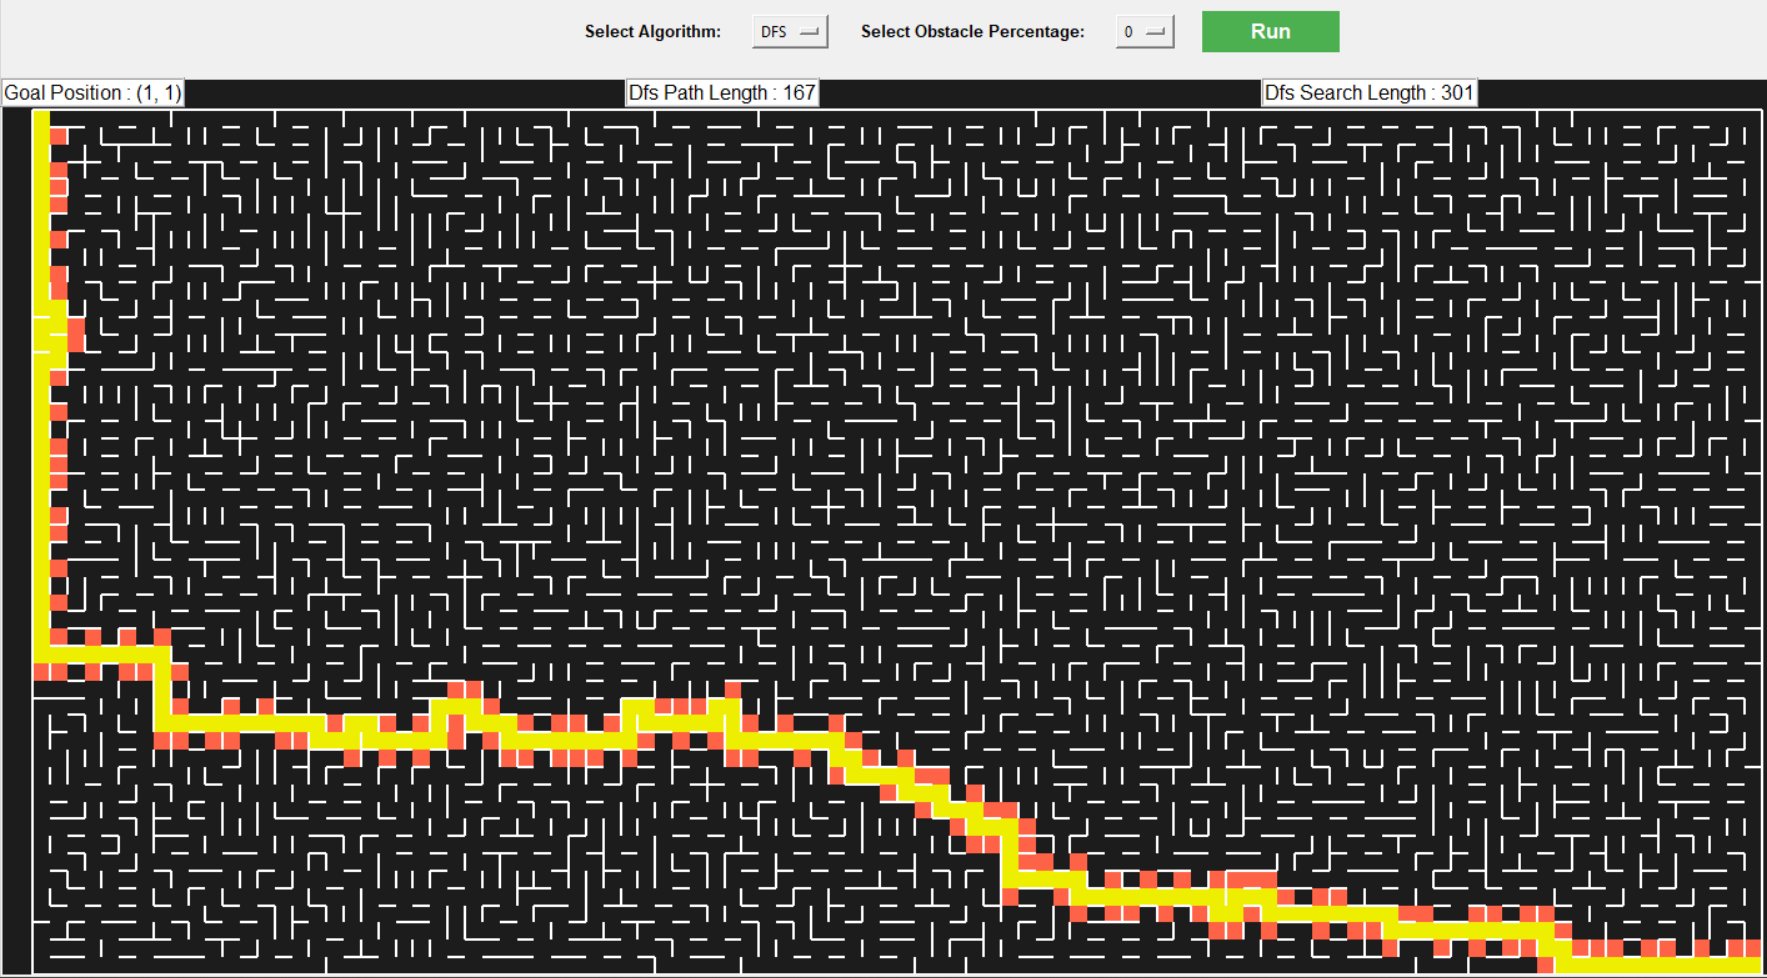 Select Algorithm: DFS Select Obstacle Percentage: 0 Run
Goal Position : (1, 1) Dfs Path Length : 167 Dfs Search Length : 301